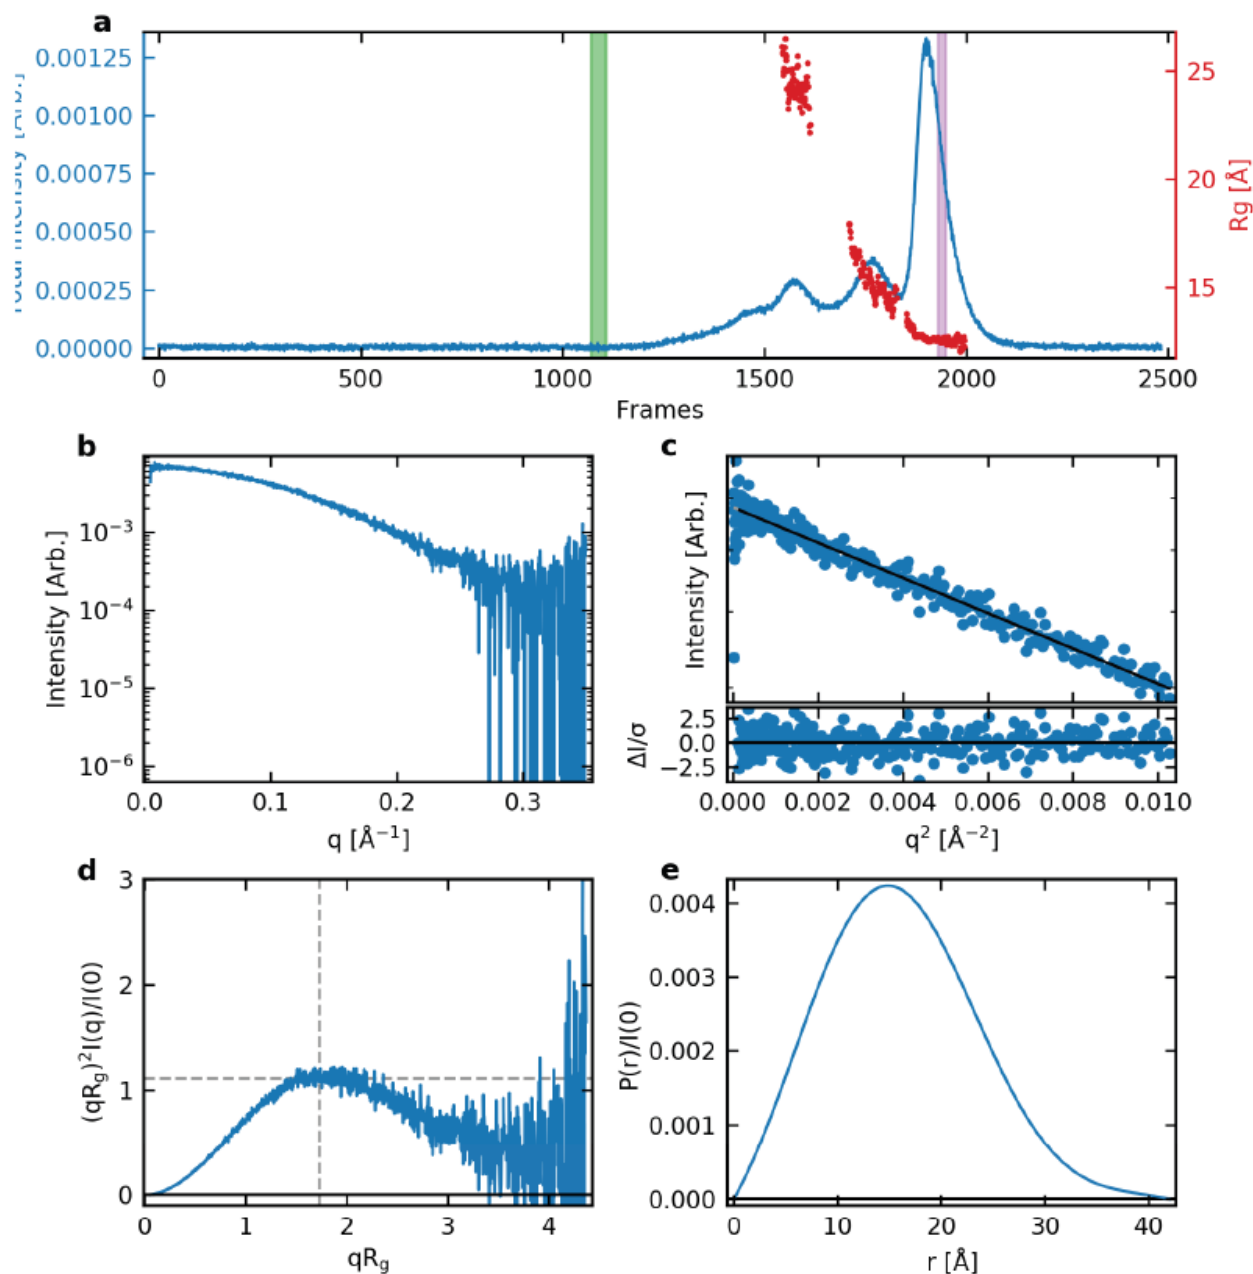 a
0.00125
0.00100
0.00075
0.00050
0.00025
0.00000
25
20
15
Rg [Å]
0 500 1000 1500 2000 2500
Frames
b
Intensity [Arb.]
10⁻³
10⁻⁴
10⁻⁵
10⁻⁶
0.0 0.1 0.2 0.3
q [Å⁻¹]
c
Intensity [Arb.]
ΔI/σ
2.5
0.0
−2.5
0.000 0.002 0.004 0.006 0.008 0.010
q² [Å⁻²]
d
(qRg)²I(q)/I(0)
3
2
1
0
0 1 2 3 4
qRg
e
P(r)/I(0)
0.004
0.003
0.002
0.001
0.000
0 10 20 30 40
r [Å]